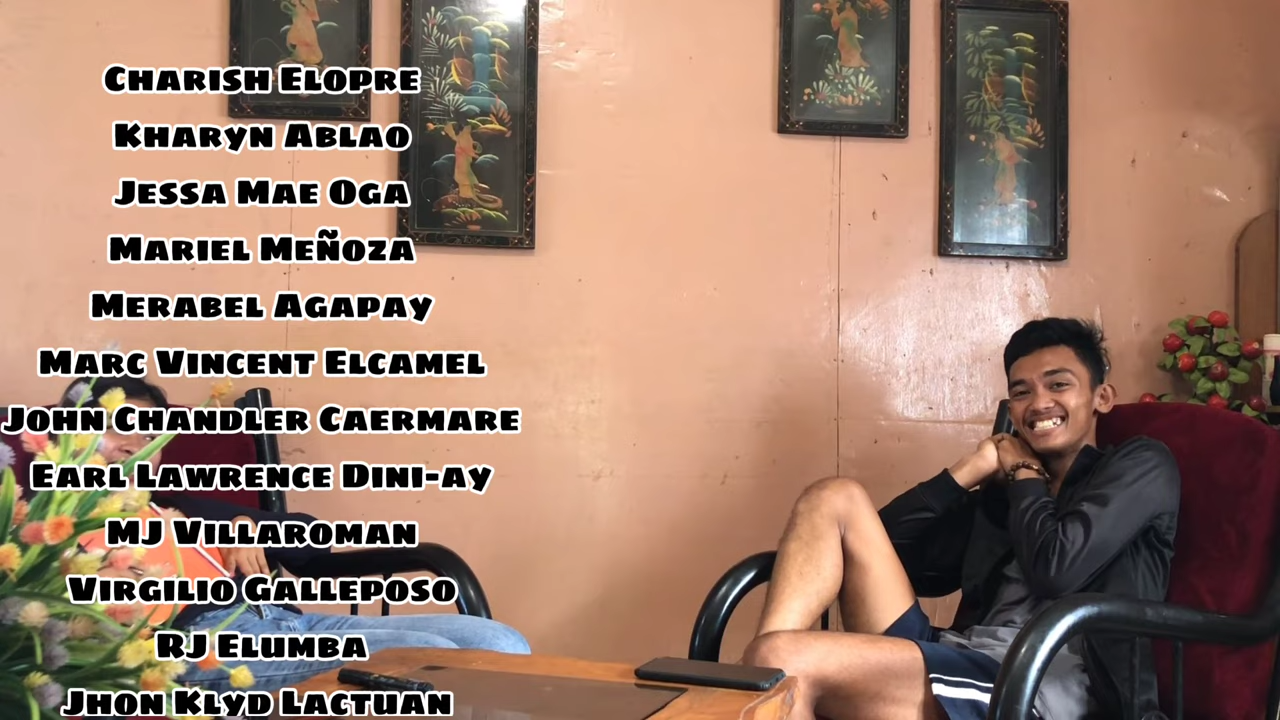 Charish Elopre
Kharyn Ablao
Jessa Mae Oga
Mariel Meñoza
Merabel Agapay
Marc Vincent Elcamel
John Chandler Caermare
Earl Lawrence Dini-ay
MJ Villaroman
Virgilio Galleposo
RJ Elumba
Jhon Klyd Lactuan